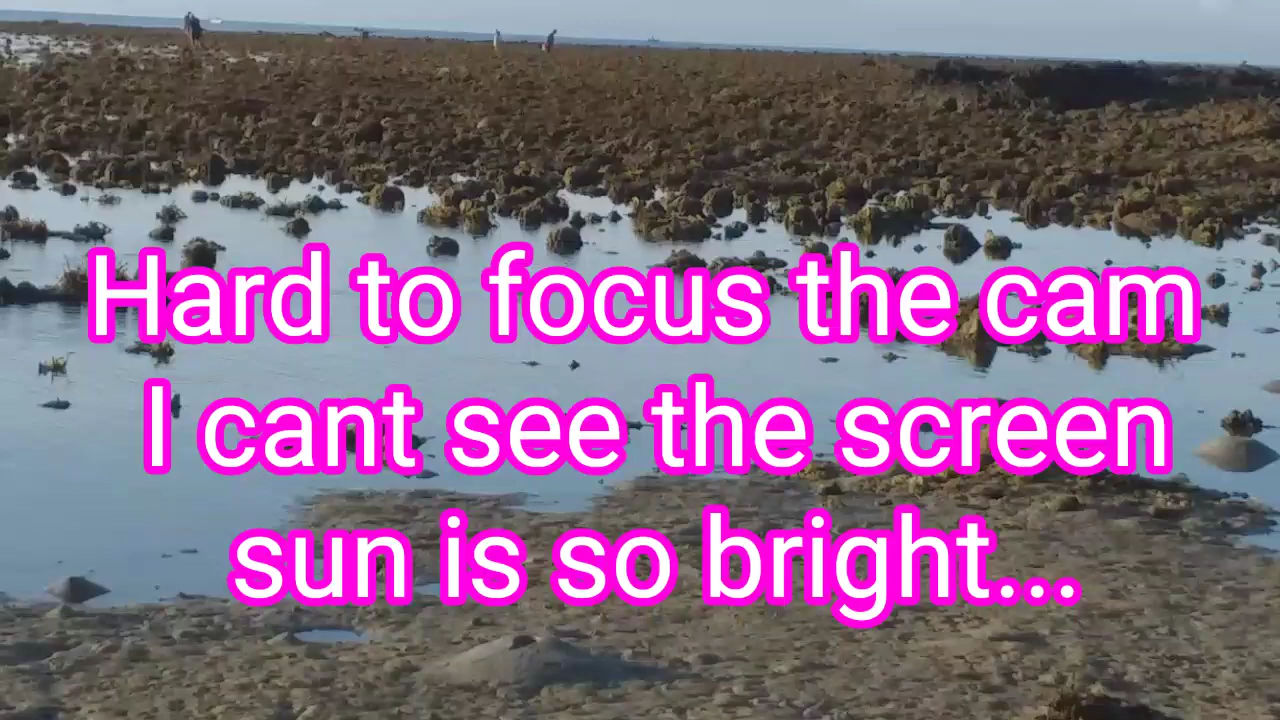 Hard to focus the cam
I cant see the screen
sun is so bright...